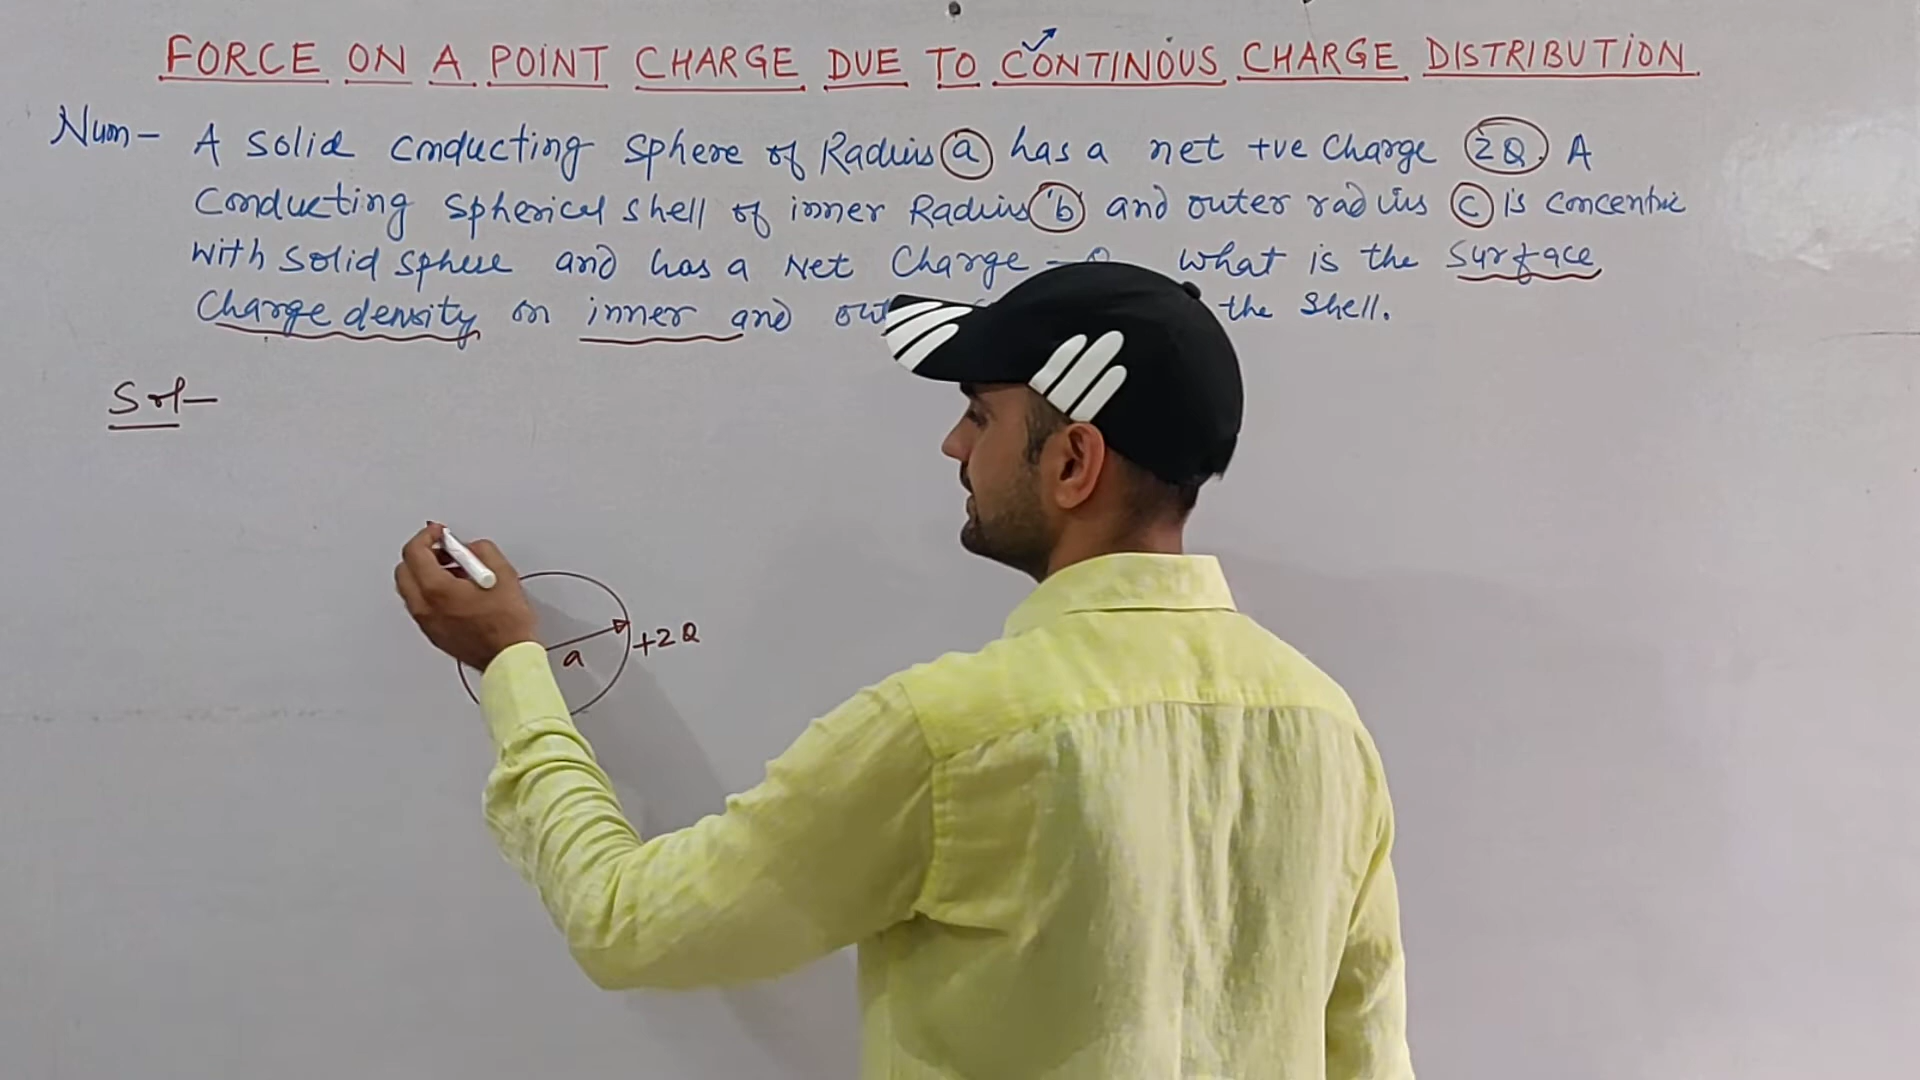 FORCE ON A POINT CHARGE DUE TO CONTINOUS CHARGE DISTRIBUTION
Num- A solid conducting sphere of Radius a has a net +ve Charge 2Q. A
Conducting spherical shell of inner Radius 'b' and outer radius c is concentric
with solid sphere and has a Net Charge - what is the surface
Charge density on inner and the shell.
Sol-
a
+2Q